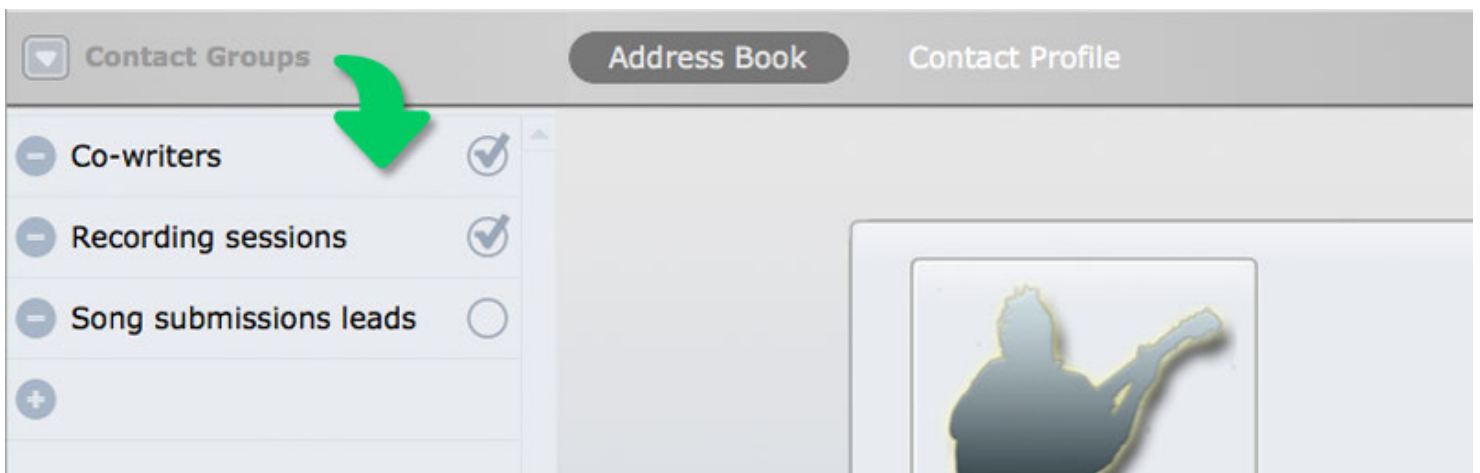 Contact Groups
Address Book
Contact Profile
Co-writers
Recording sessions
Song submissions leads